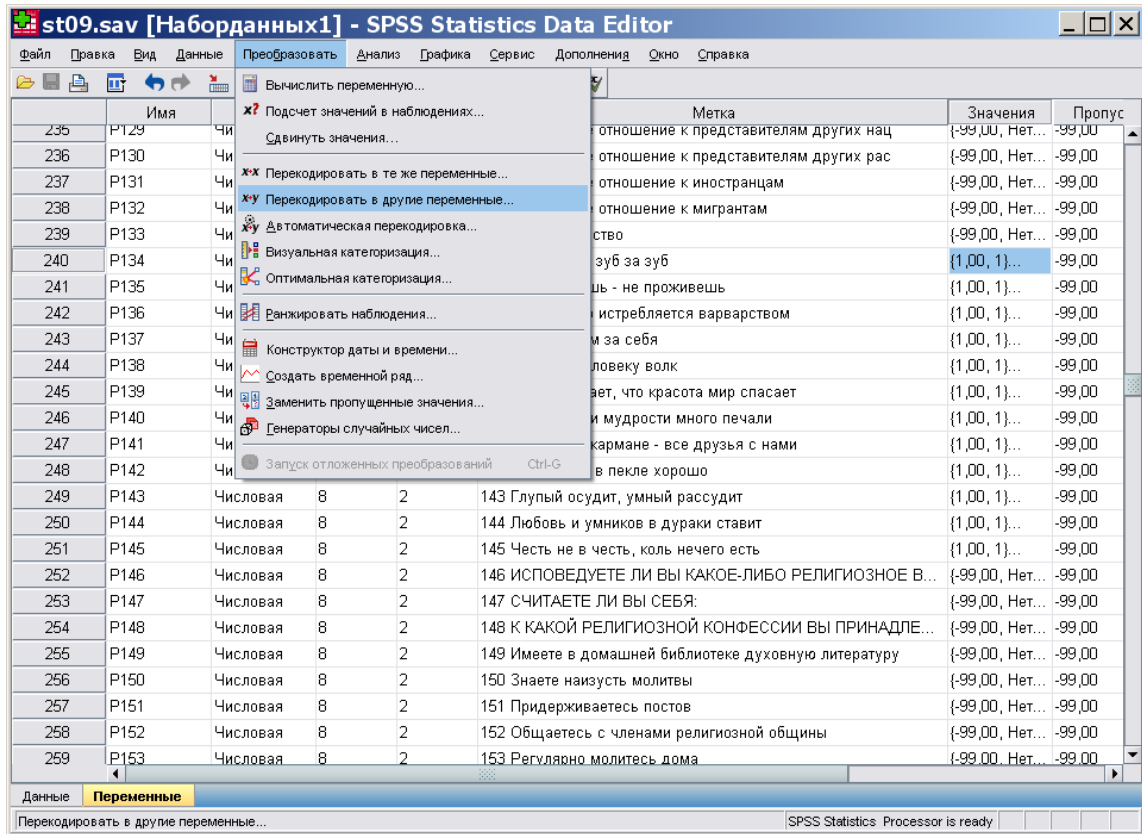 st09.sav [Наборданных1] - SPSS Statistics Data Editor
Файл Правка Вид Данные Преобразовать Анализ Графика Сервис Дополнения Окно Справка
Имя Метка Значения Пропус
235 P129 Чи отношение к представителям других нац {-99,00, Нет... -99,00
236 P130 Чи отношение к представителям других рас {-99,00, Нет... -99,00
237 P131 Чи отношение к иностранцам {-99,00, Нет... -99,00
238 P132 Чи отношение к мигрантам {-99,00, Нет... -99,00
239 P133 Чи ство {-99,00, Нет... -99,00
240 P134 Чи зуб за зуб {1,00, 1}... -99,00
241 P135 Чи шь - не проживешь {1,00, 1}... -99,00
242 P136 Чи истребляется варварством {1,00, 1}... -99,00
243 P137 Чи м за себя {1,00, 1}... -99,00
244 P138 Чи ловеку волк {1,00, 1}... -99,00
245 P139 Чи ает, что красота мир спасает {1,00, 1}... -99,00
246 P140 Чи и мудрости много печали {1,00, 1}... -99,00
247 P141 Чи кармане - все друзья с нами {1,00, 1}... -99,00
248 P142 Чи в пекле хорошо {1,00, 1}... -99,00
249 P143 Числовая 8 2 143 Глупый осудит, умный рассудит {1,00, 1}... -99,00
250 P144 Числовая 8 2 144 Любовь и умников в дураки ставит {1,00, 1}... -99,00
251 P145 Числовая 8 2 145 Честь не в честь, коль нечего есть {1,00, 1}... -99,00
252 P146 Числовая 8 2 146 ИСПОВЕДУЕТЕ ЛИ ВЫ КАКОЕ-ЛИБО РЕЛИГИОЗНОЕ В... {-99,00, Нет... -99,00
253 P147 Числовая 8 2 147 СЧИТАЕТЕ ЛИ ВЫ СЕБЯ: {-99,00, Нет... -99,00
254 P148 Числовая 8 2 148 К КАКОЙ РЕЛИГИОЗНОЙ КОНФЕССИИ ВЫ ПРИНАДЛЕ... {-99,00, Нет... -99,00
255 P149 Числовая 8 2 149 Имеете в домашней библиотеке духовную литературу {-99,00, Нет... -99,00
256 P150 Числовая 8 2 150 Знаете наизусть молитвы {-99,00, Нет... -99,00
257 P151 Числовая 8 2 151 Придерживаетесь постов {-99,00, Нет... -99,00
258 P152 Числовая 8 2 152 Общаетесь с членами религиозной общины {-99,00, Нет... -99,00
259 P153 Числовая 8 2 153 Регулярно молитесь дома {-99,00, Нет... -99,00
Вычислить переменную...
Подсчет значений в наблюдениях...
Сдвинуть значения...
Перекодировать в те же переменные...
Перекодировать в другие переменные...
Автоматическая перекодировка...
Визуальная категоризация...
Оптимальная категоризация...
Ранжировать наблюдения...
Конструктор даты и времени...
Создать временной ряд...
Заменить пропущенные значения...
Генераторы случайных чисел...
Запуск отложенных преобразований Ctrl-G
Данные Переменные
Перекодировать в другие переменные... SPSS Statistics Processor is ready